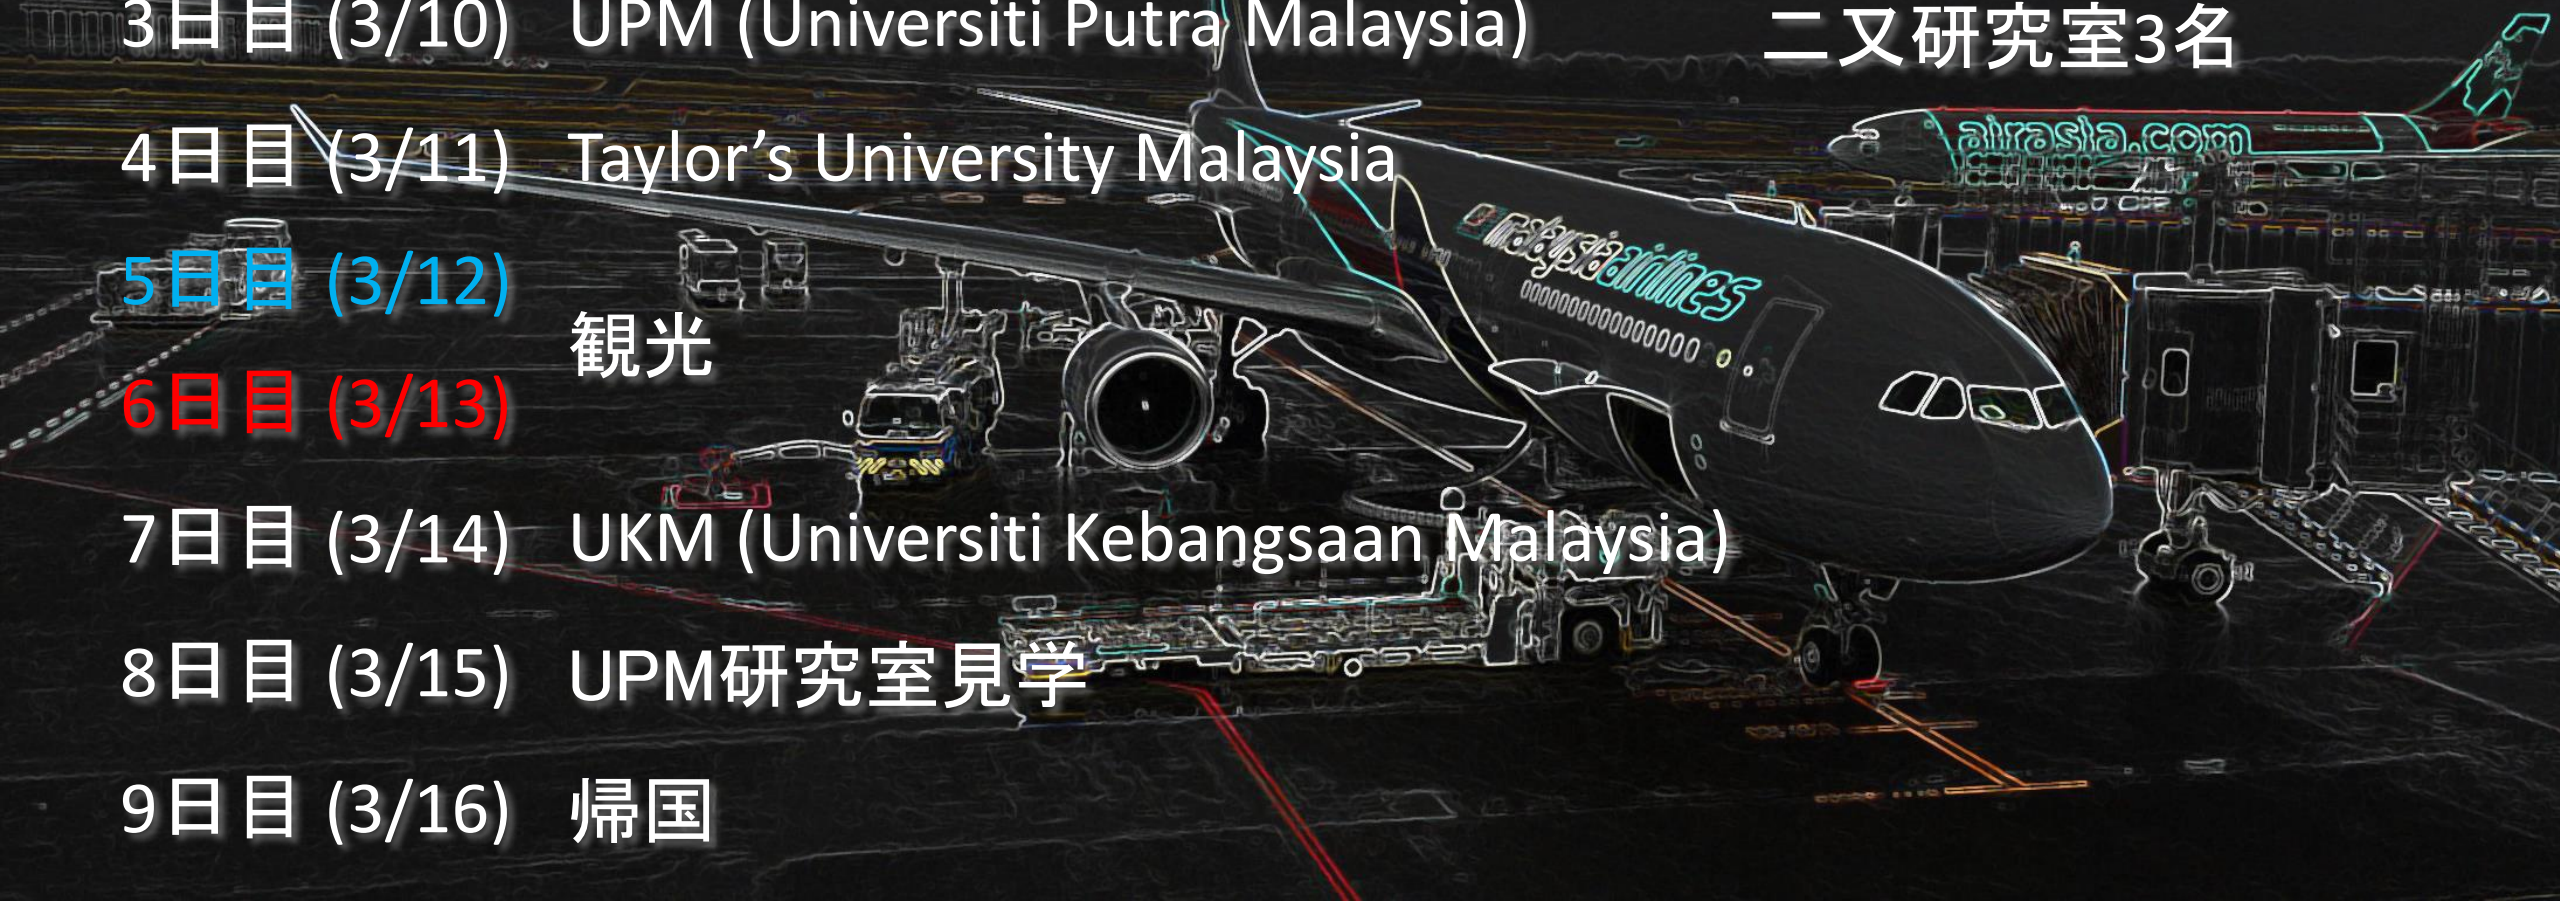 3日目 (3/10) UPM (Universiti Putra Malaysia) 二又研究室3名
4日目 (3/11) Taylor’s University Malaysia
airasia.com
5日目 (3/12)
malaysia airlines
観光
6日目 (3/13)
7日目 (3/14) UKM (Universiti Kebangsaan Malaysia)
8日目 (3/15) UPM研究室見学
9日目 (3/16) 帰国